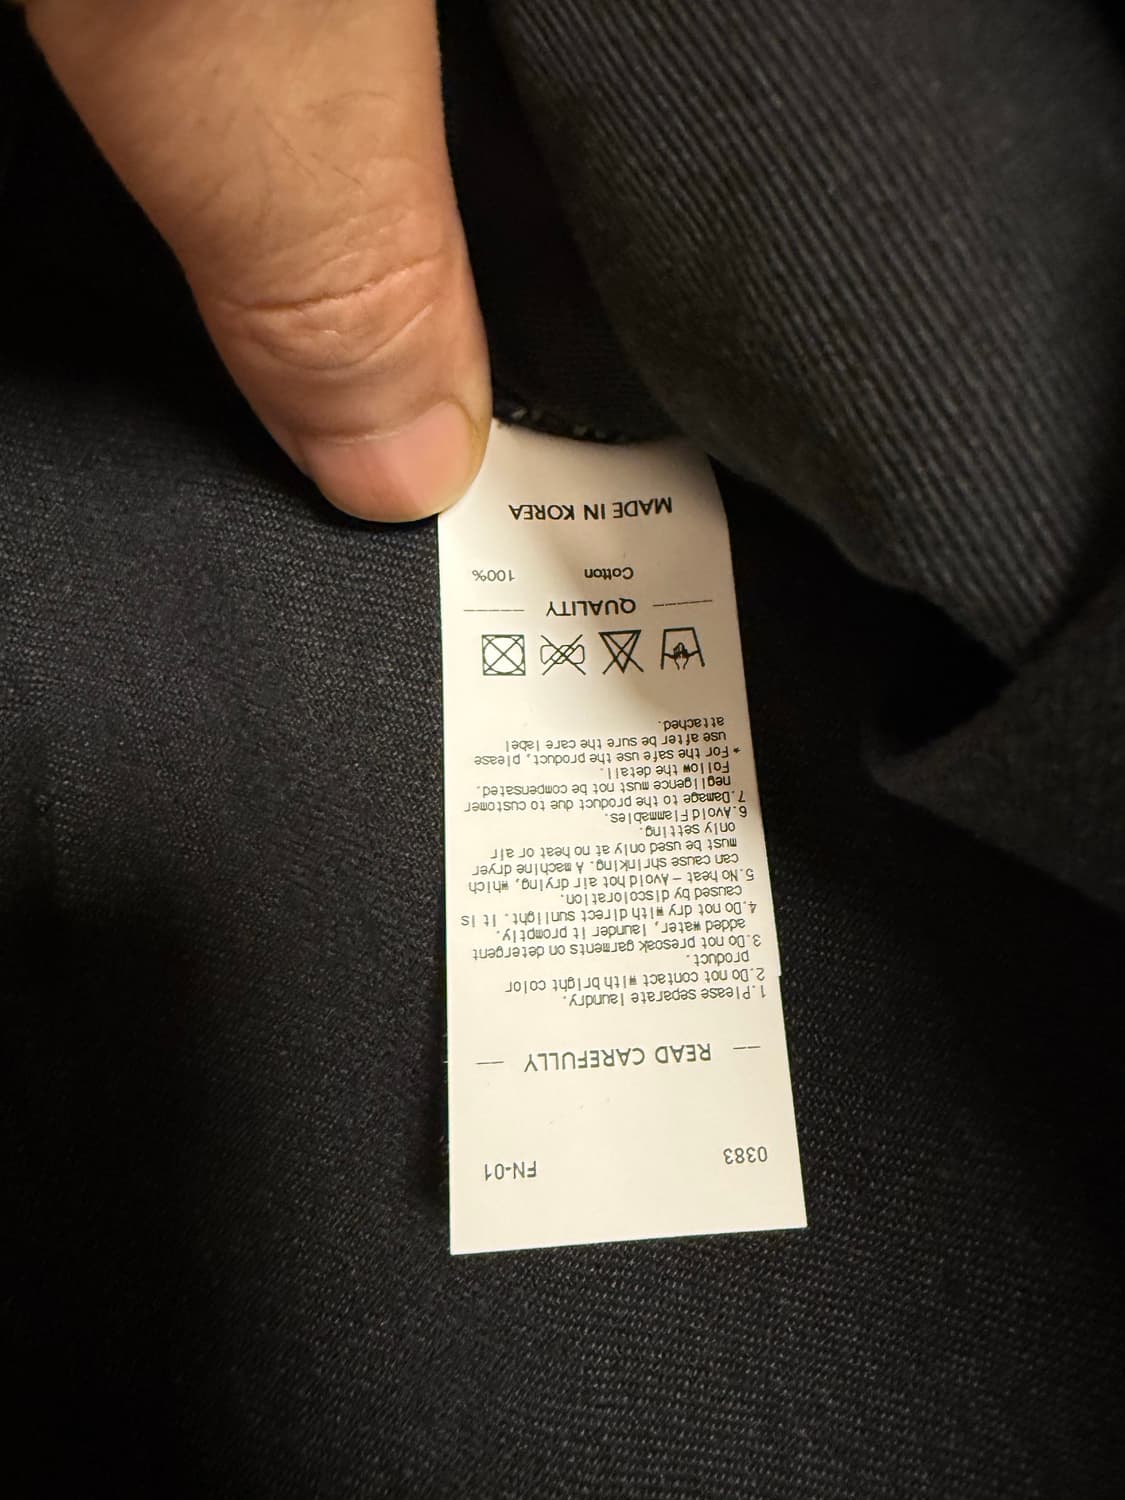 0383 FN-01
READ CAREFULLY
1.Please separate laundry.
2.Do not contact with bright color
product.
3.Do not presoak garments on detergent
added water, launder it promptly.
4.Do not dry with direct sunlight. It is
caused by discoloration.
5.No heat - Avoid hot air drying, which
can cause shrinking. A machine dryer
must be used only at no heat or air
only setting.
6.Avoid Flammables.
7.Damage to the product due to customer
negligence must not be compensated.
Follow the detail.
* For the safe use the product, please
use after be sure the care label
attached.
QUALITY
Cotton 100%
MADE IN KOREA